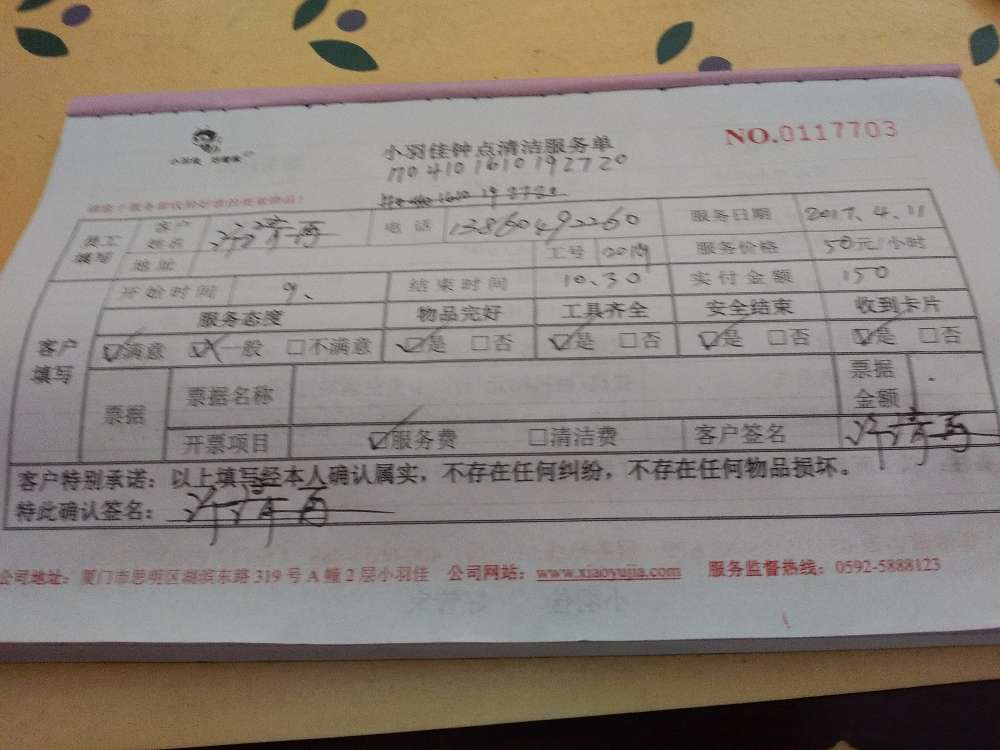 NO.0117703
小羽佳钟点清洁服务单
170410161019 2720
员工填写 客户姓名 电话 13860492260 服务日期 2017.4.11
地址 工号 服务价格 50元/小时
开始时间 9、 结束时间 10.30 实付金额 150
客户填写 服务态度 物品完好 工具齐全 安全结束 收到卡片
☑满意 ☑一般 □不满意 ☑是 □否 ☑是 □否 ☑是 □否 ☑是 □否
票据 票据名称 票据金额
开票项目 ☑服务费 □清洁费 客户签名
客户特别承诺：以上填写经本人确认属实，不存在任何纠纷，不存在任何物品损坏。
特此确认签名：
公司地址：厦门市思明区湖滨东路319号A幢2层小羽佳 公司网站：www.xiaoyujia.com 服务监督热线：0592-5888123